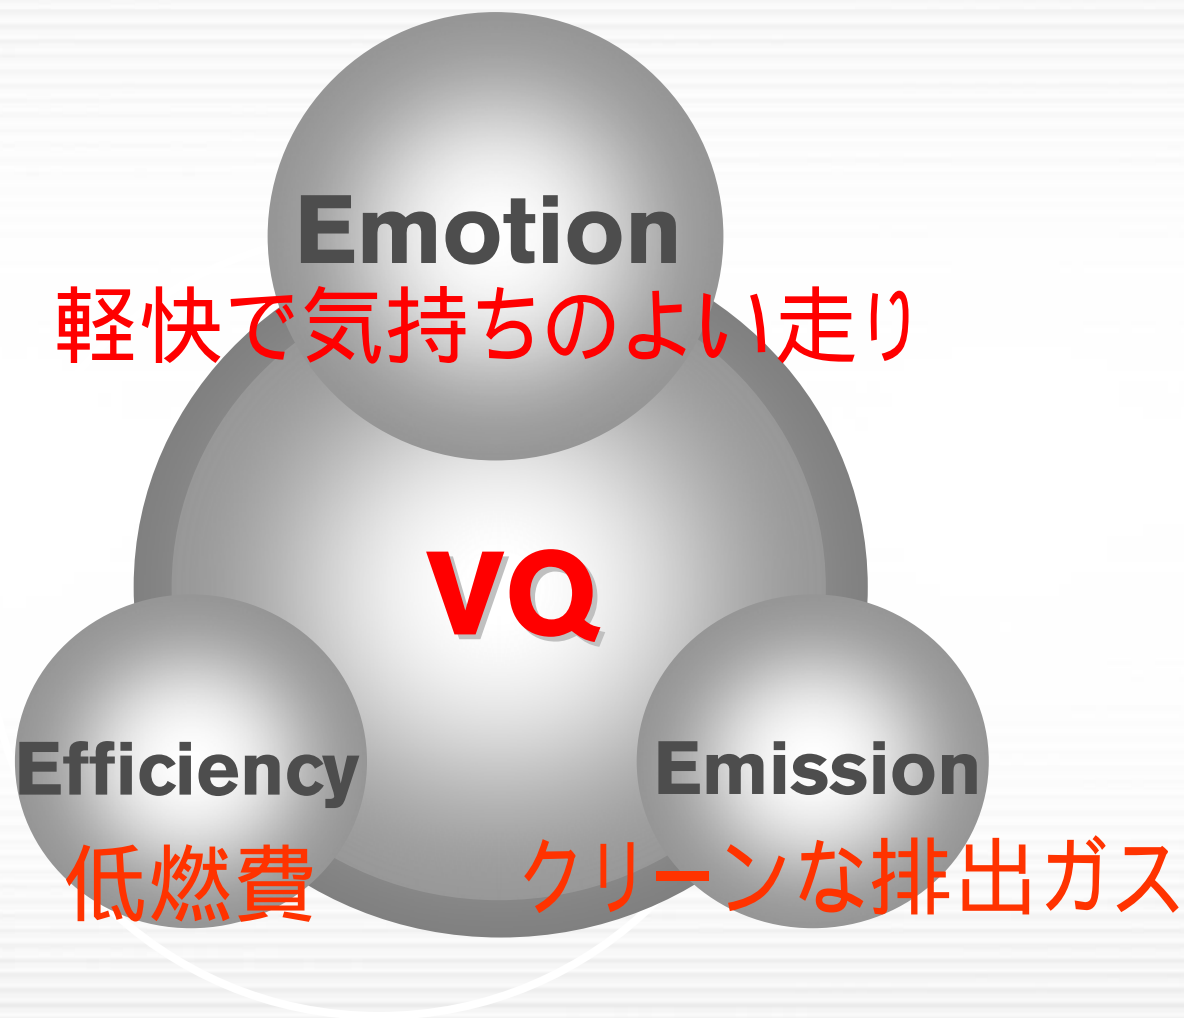 Emotion
軽快で気持ちのよい走り
VQ
Efficiency
Emission
低燃費
クリーンな排出ガス